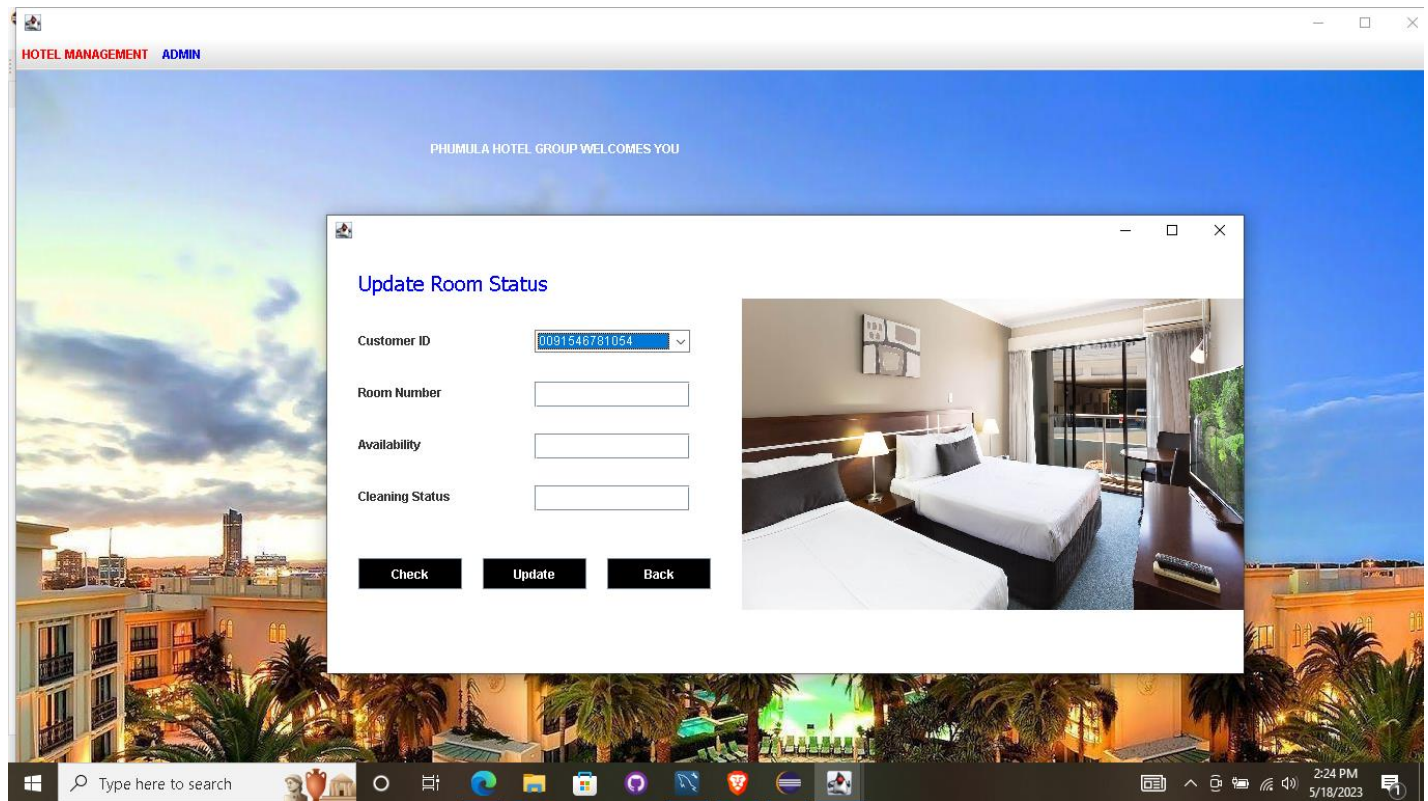 HOTEL MANAGEMENT ADMIN
PHUMULA HOTEL GROUP WELCOMES YOU
Update Room Status
Customer ID 0091546781054
Room Number
Availability
Cleaning Status
Check Update Back
Type here to search
2:24 PM
5/18/2023
1